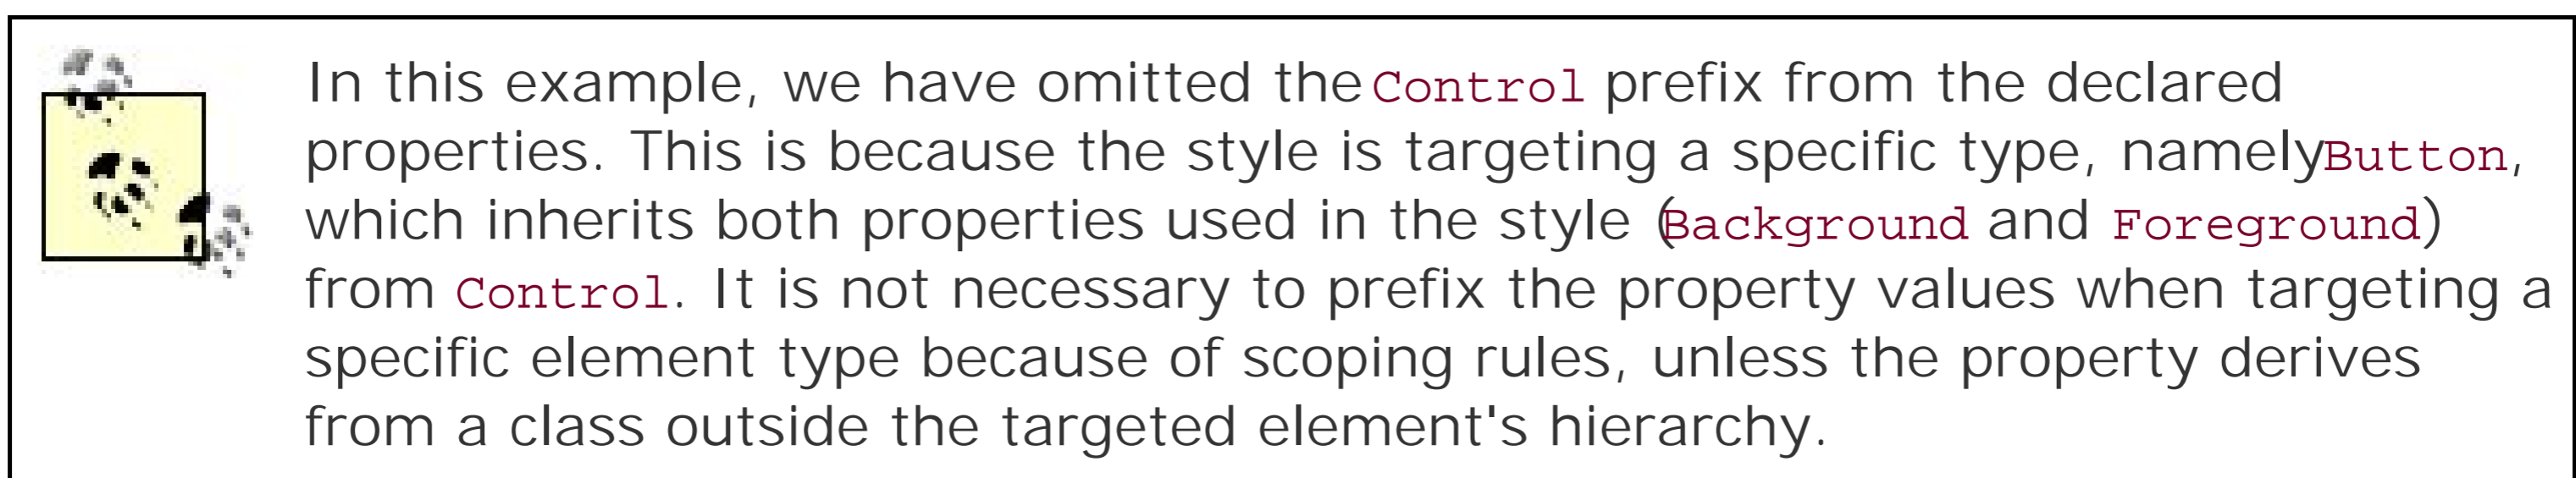 In this example, we have omitted the Control prefix from the declared
properties. This is because the style is targeting a specific type, namely Button,
which inherits both properties used in the style (Background and Foreground)
from Control. It is not necessary to prefix the property values when targeting a
specific element type because of scoping rules, unless the property derives
from a class outside the targeted element's hierarchy.